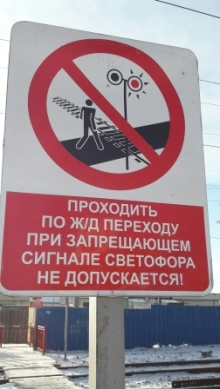 ПРОХОДИТЬ
ПО Ж/Д ПЕРЕХОДУ
ПРИ ЗАПРЕЩАЮЩЕМ
СИГНАЛЕ СВЕТОФОРА
НЕ ДОПУСКАЕТСЯ!